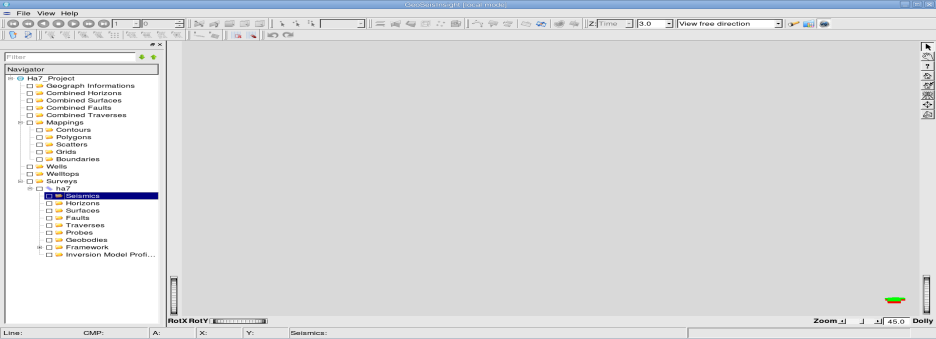 GeoSeismsight [local mode]
File View Help
1 0 Z: Time 3.0 View free direction
Filter
Navigator
Ha7_Project
Geograph Informations
Combined Horizons
Combined Surfaces
Combined Faults
Combined Traverses
Mappings
Contours
Polygons
Scatters
Grids
Boundaries
Wells
Welltops
Surveys
ha7
Seismics
Horizons
Surfaces
Faults
Traverses
Probes
Geobodies
Framework
Inversion Model Profi...
RotX RotY Zoom 45.0 Dolly
Line: CMP: A: X: Y: Seismics: